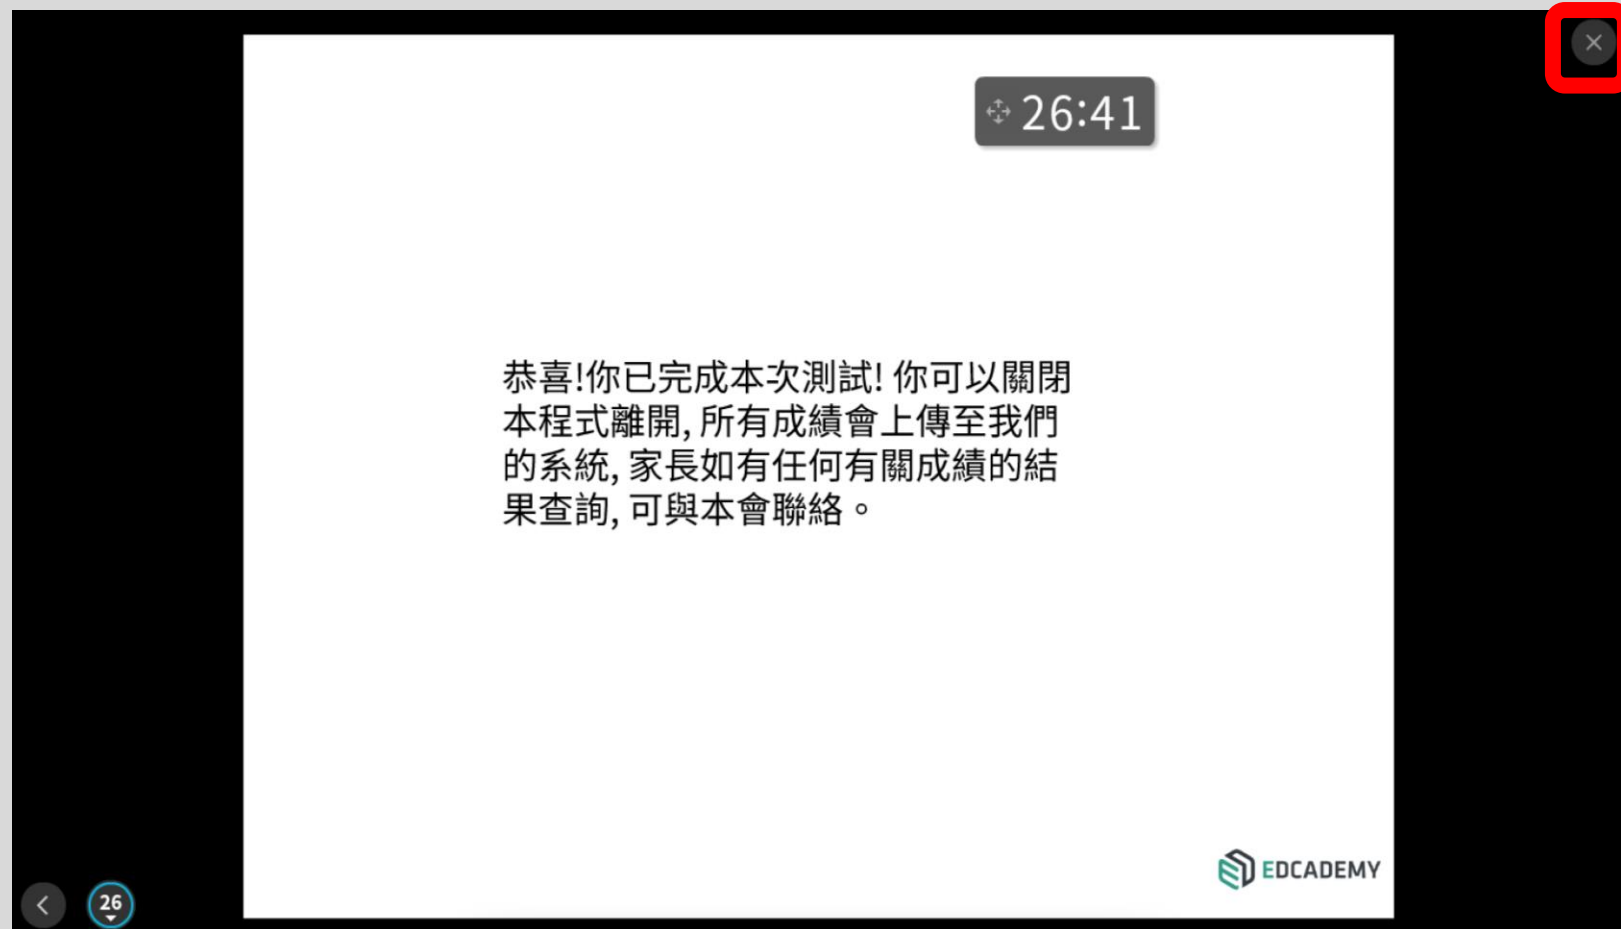 26:41
恭喜!你已完成本次測試! 你可以關閉
本程式離開, 所有成績會上傳至我們
的系統, 家長如有任何有關成績的結
果查詢, 可與本會聯絡。
EDCADEMY
26